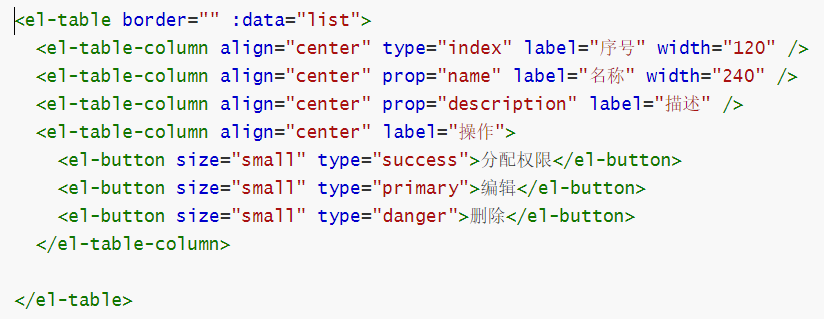 <el-table border="" :data="list">
<el-table-column align="center" type="index" label="序号" width="120" />
<el-table-column align="center" prop="name" label="名称" width="240" />
<el-table-column align="center" prop="description" label="描述" />
<el-table-column align="center" label="操作">
<el-button size="small" type="success">分配权限</el-button>
<el-button size="small" type="primary">编辑</el-button>
<el-button size="small" type="danger">删除</el-button>
</el-table-column>
</el-table>